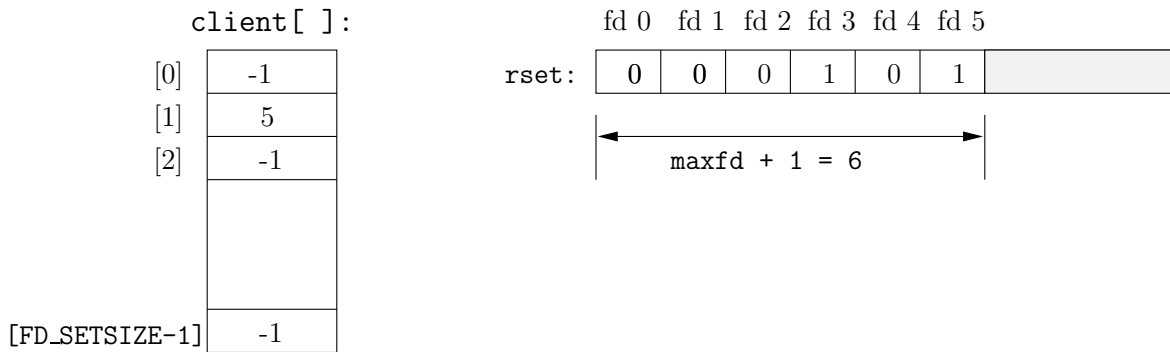 client[ ]:
fd 0 fd 1 fd 2 fd 3 fd 4 fd 5
[0] -1
rset: 0 0 0 1 0 1
[1] 5
[2] -1
maxfd + 1 = 6
[FD_SETSIZE-1] -1